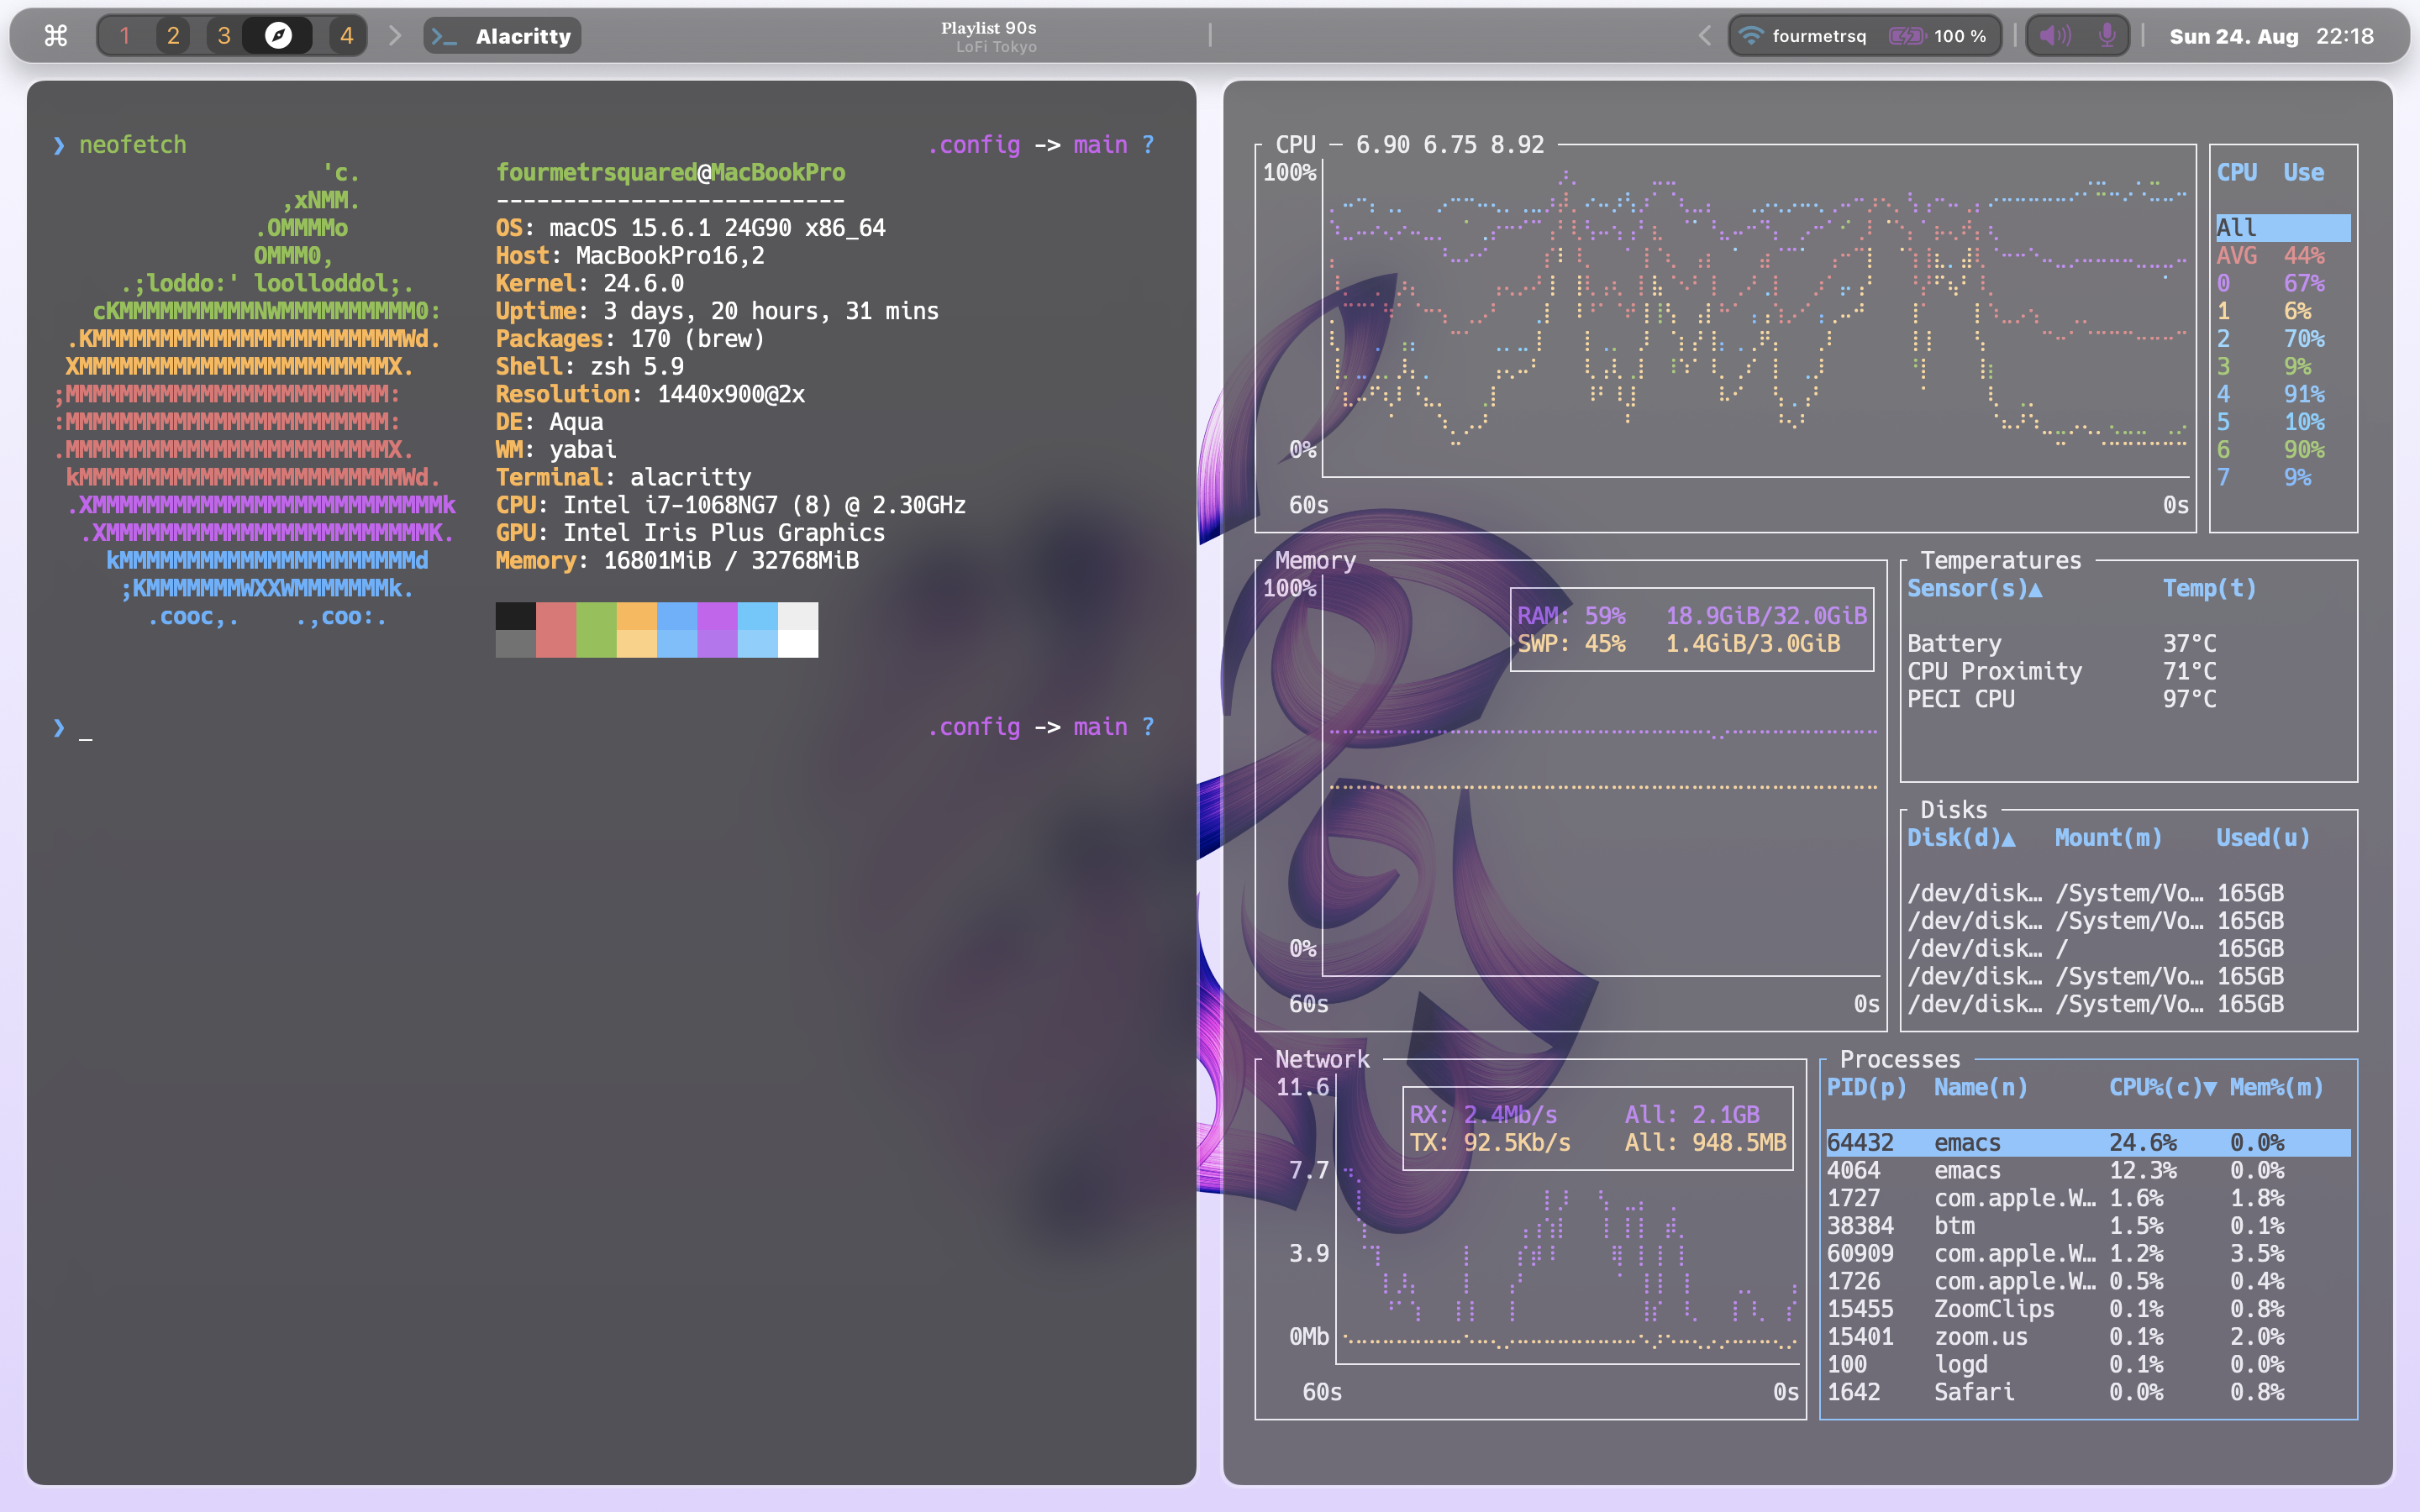 ⌘ 1 2 3 4 > >_ Alacritty
Playlist 90s
LoFi Tokyo
fourmetrsq 100 % Sun 24. Aug 22:18
❯ neofetch .config -> main ?
'c.
,xNMM.
.OMMMMo
OMMM0,
.;loddo:' loolloddol;.
cKMMMMMMMMMMNWMMMMMMMMMM0:
.KMMMMMMMMMMMMMMMMMMMMMMMWd.
XMMMMMMMMMMMMMMMMMMMMMMMX.
;MMMMMMMMMMMMMMMMMMMMMMMM:
:MMMMMMMMMMMMMMMMMMMMMMMM:
.MMMMMMMMMMMMMMMMMMMMMMMMX.
kMMMMMMMMMMMMMMMMMMMMMMMMWd.
.XMMMMMMMMMMMMMMMMMMMMMMMMMMk
.XMMMMMMMMMMMMMMMMMMMMMMMMK.
kMMMMMMMMMMMMMMMMMMMMMMd
;KMMMMMMMWXXWMMMMMMMk.
.cooc,. .,coo:.
fourmetrsquared@MacBookPro
--------------------------
OS: macOS 15.6.1 24G90 x86_64
Host: MacBookPro16,2
Kernel: 24.6.0
Uptime: 3 days, 20 hours, 31 mins
Packages: 170 (brew)
Shell: zsh 5.9
Resolution: 1440x900@2x
DE: Aqua
WM: yabai
Terminal: alacritty
CPU: Intel i7-1068NG7 (8) @ 2.30GHz
GPU: Intel Iris Plus Graphics
Memory: 16801MiB / 32768MiB
❯ _ .config -> main ?
CPU — 6.90 6.75 8.92
100%
0%
60s 0s
CPU Use
All
AVG 44%
0 67%
1 6%
2 70%
3 9%
4 91%
5 10%
6 90%
7 9%
Memory
100%
RAM: 59% 18.9GiB/32.0GiB
SWP: 45% 1.4GiB/3.0GiB
0%
60s 0s
Temperatures
Sensor(s)▲ Temp(t)
Battery 37°C
CPU Proximity 71°C
PECI CPU 97°C
Disks
Disk(d)▲ Mount(m) Used(u)
/dev/disk… /System/Vo… 165GB
/dev/disk… /System/Vo… 165GB
/dev/disk… / 165GB
/dev/disk… /System/Vo… 165GB
/dev/disk… /System/Vo… 165GB
Network
11.6
RX: 2.4Mb/s All: 2.1GB
TX: 92.5Kb/s All: 948.5MB
7.7
3.9
0Mb
60s 0s
Processes
PID(p) Name(n) CPU%(c)▼ Mem%(m)
64432 emacs 24.6% 0.0%
4064 emacs 12.3% 0.0%
1727 com.apple.W… 1.6% 1.8%
38384 btm 1.5% 0.1%
60909 com.apple.W… 1.2% 3.5%
1726 com.apple.W… 0.5% 0.4%
15455 ZoomClips 0.1% 0.8%
15401 zoom.us 0.1% 2.0%
100 logd 0.1% 0.0%
1642 Safari 0.0% 0.8%